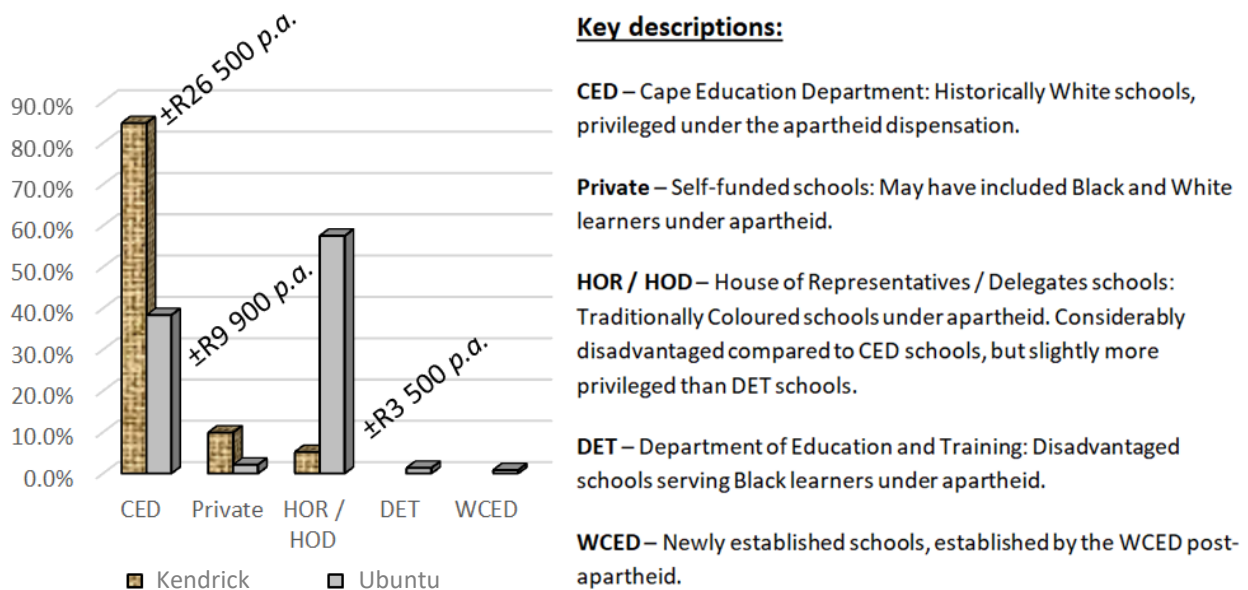 ±R26 500 p.a.
±R9 900 p.a.
±R3 500 p.a.
90.0%
80.0%
70.0%
60.0%
50.0%
40.0%
30.0%
20.0%
10.0%
0.0%
CED Private HOR / DET WCED
HOD
Kendrick Ubuntu
Key descriptions:
CED – Cape Education Department: Historically White schools,
privileged under the apartheid dispensation.
Private – Self-funded schools: May have included Black and White
learners under apartheid.
HOR / HOD – House of Representatives / Delegates schools:
Traditionally Coloured schools under apartheid. Considerably
disadvantaged compared to CED schools, but slightly more
privileged than DET schools.
DET – Department of Education and Training: Disadvantaged
schools serving Black learners under apartheid.
WCED – Newly established schools, established by the WCED post-
apartheid.